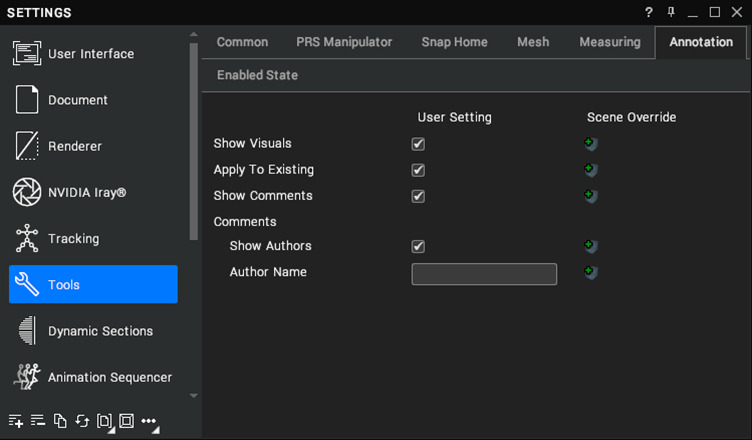 SETTINGS
?
User Interface
Document
Renderer
NVIDIA Iray®
Tracking
Tools
Dynamic Sections
Animation Sequencer
Common PRS Manipulator Snap Home Mesh Measuring Annotation
Enabled State
User Setting Scene Override
Show Visuals
Apply To Existing
Show Comments
Comments
Show Authors
Author Name